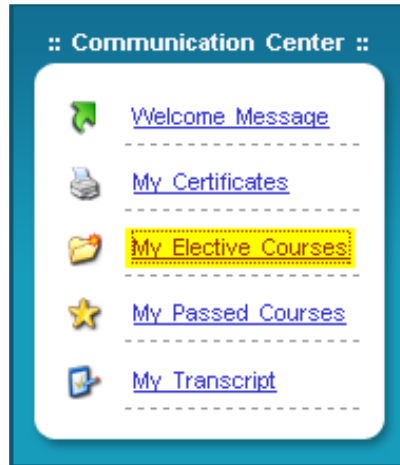 :: Communication Center ::
Welcome Message
My Certificates
My Elective Courses
My Passed Courses
My Transcript